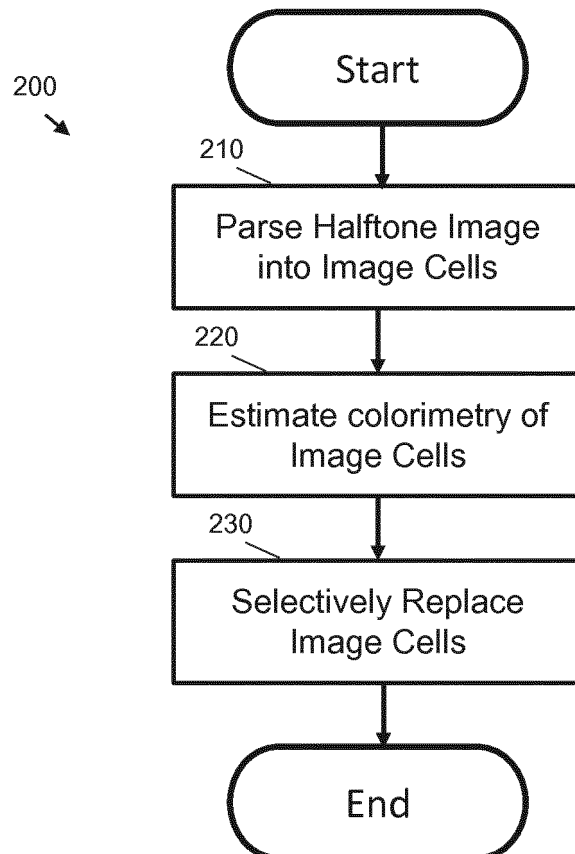 Start
200
210
Parse Halftone Image
into Image Cells
220
Estimate colorimetry of
Image Cells
230
Selectively Replace
Image Cells
End